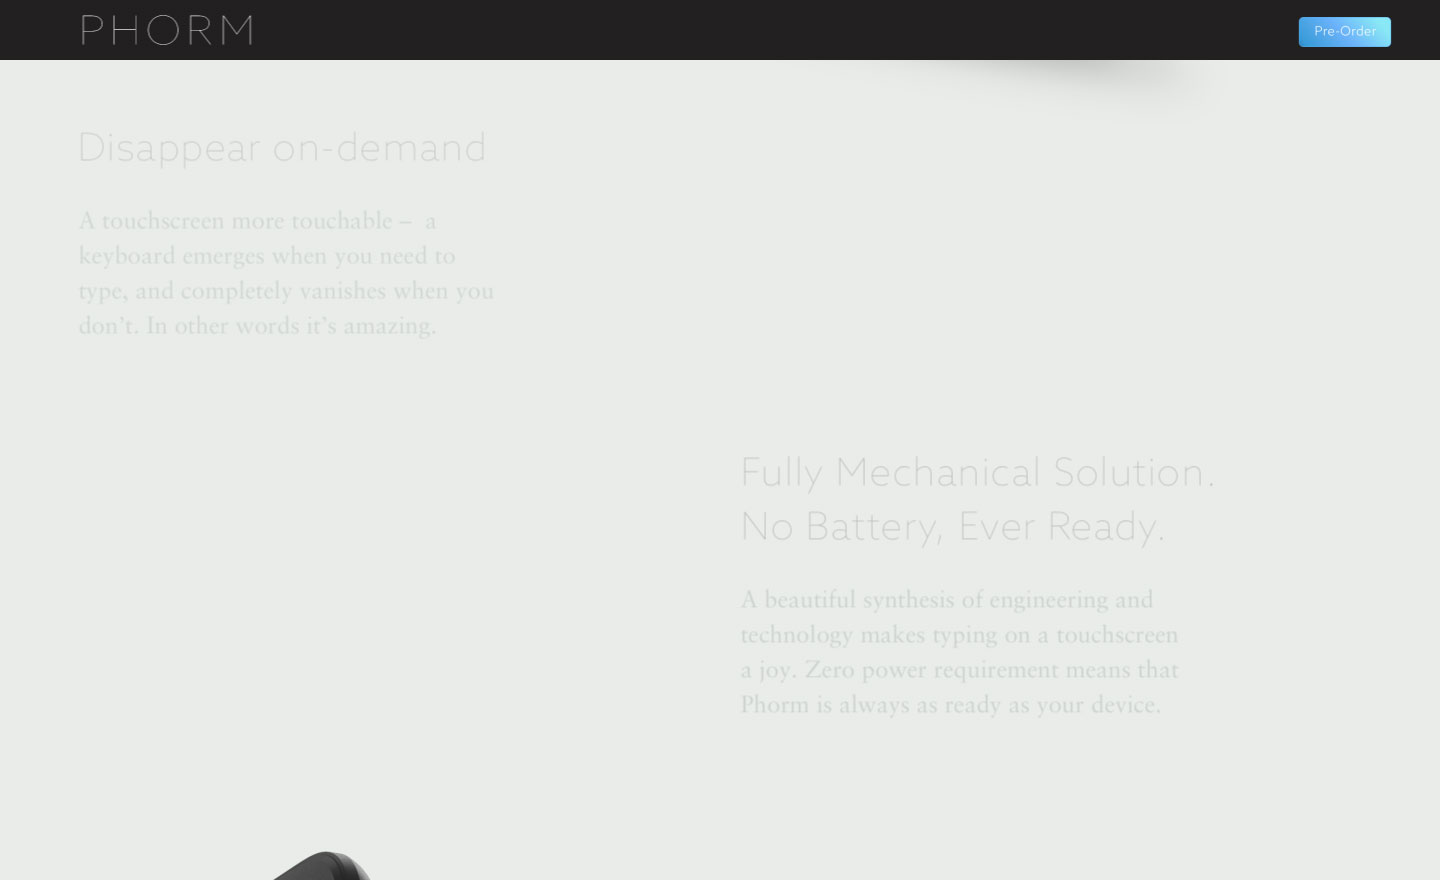 PHORM
Pre-Order
Disappear on-demand
A touchscreen more touchable – a
keyboard emerges when you need to
type, and completely vanishes when you
don’t. In other words it’s amazing.
Fully Mechanical Solution.
No Battery, Ever Ready.
A beautiful synthesis of engineering and
technology makes typing on a touchscreen
a joy. Zero power requirement means that
Phorm is always as ready as your device.